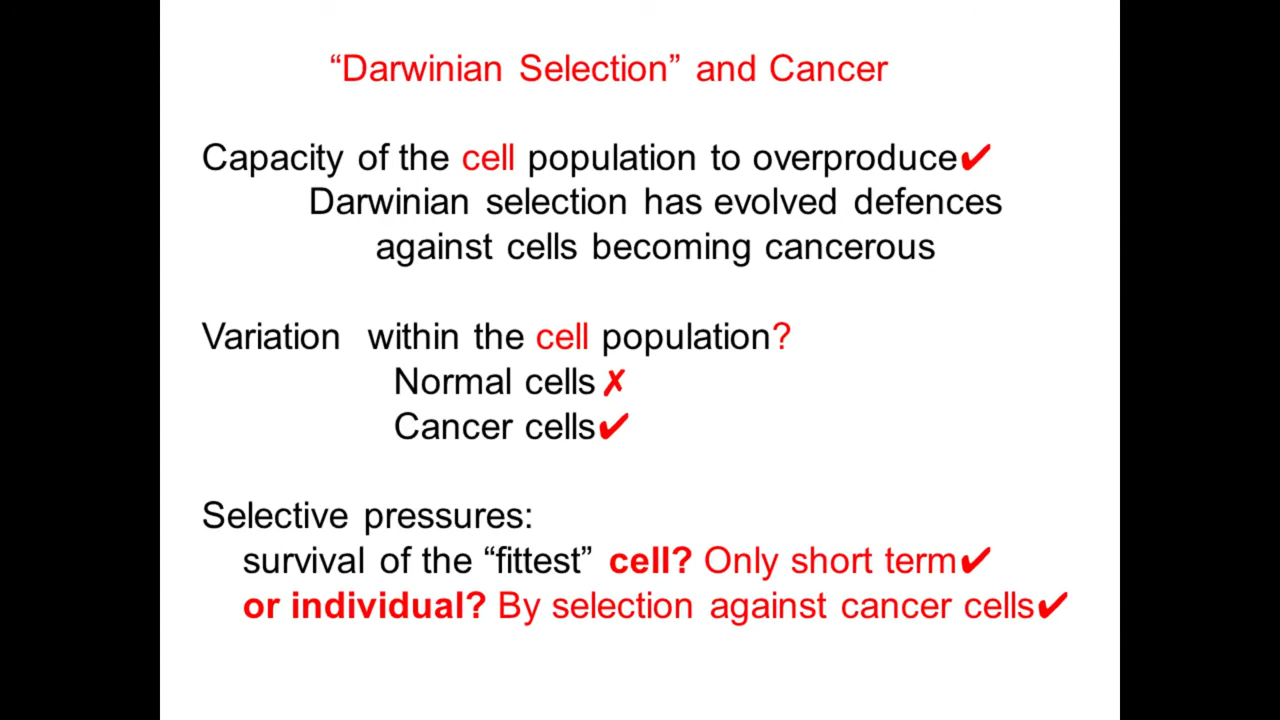 “Darwinian Selection” and Cancer
Capacity of the cell population to overproduce✔
Darwinian selection has evolved defences
against cells becoming cancerous
Variation within the cell population?
Normal cells✗
Cancer cells✔
Selective pressures:
survival of the “fittest” cell? Only short term✔
or individual? By selection against cancer cells✔